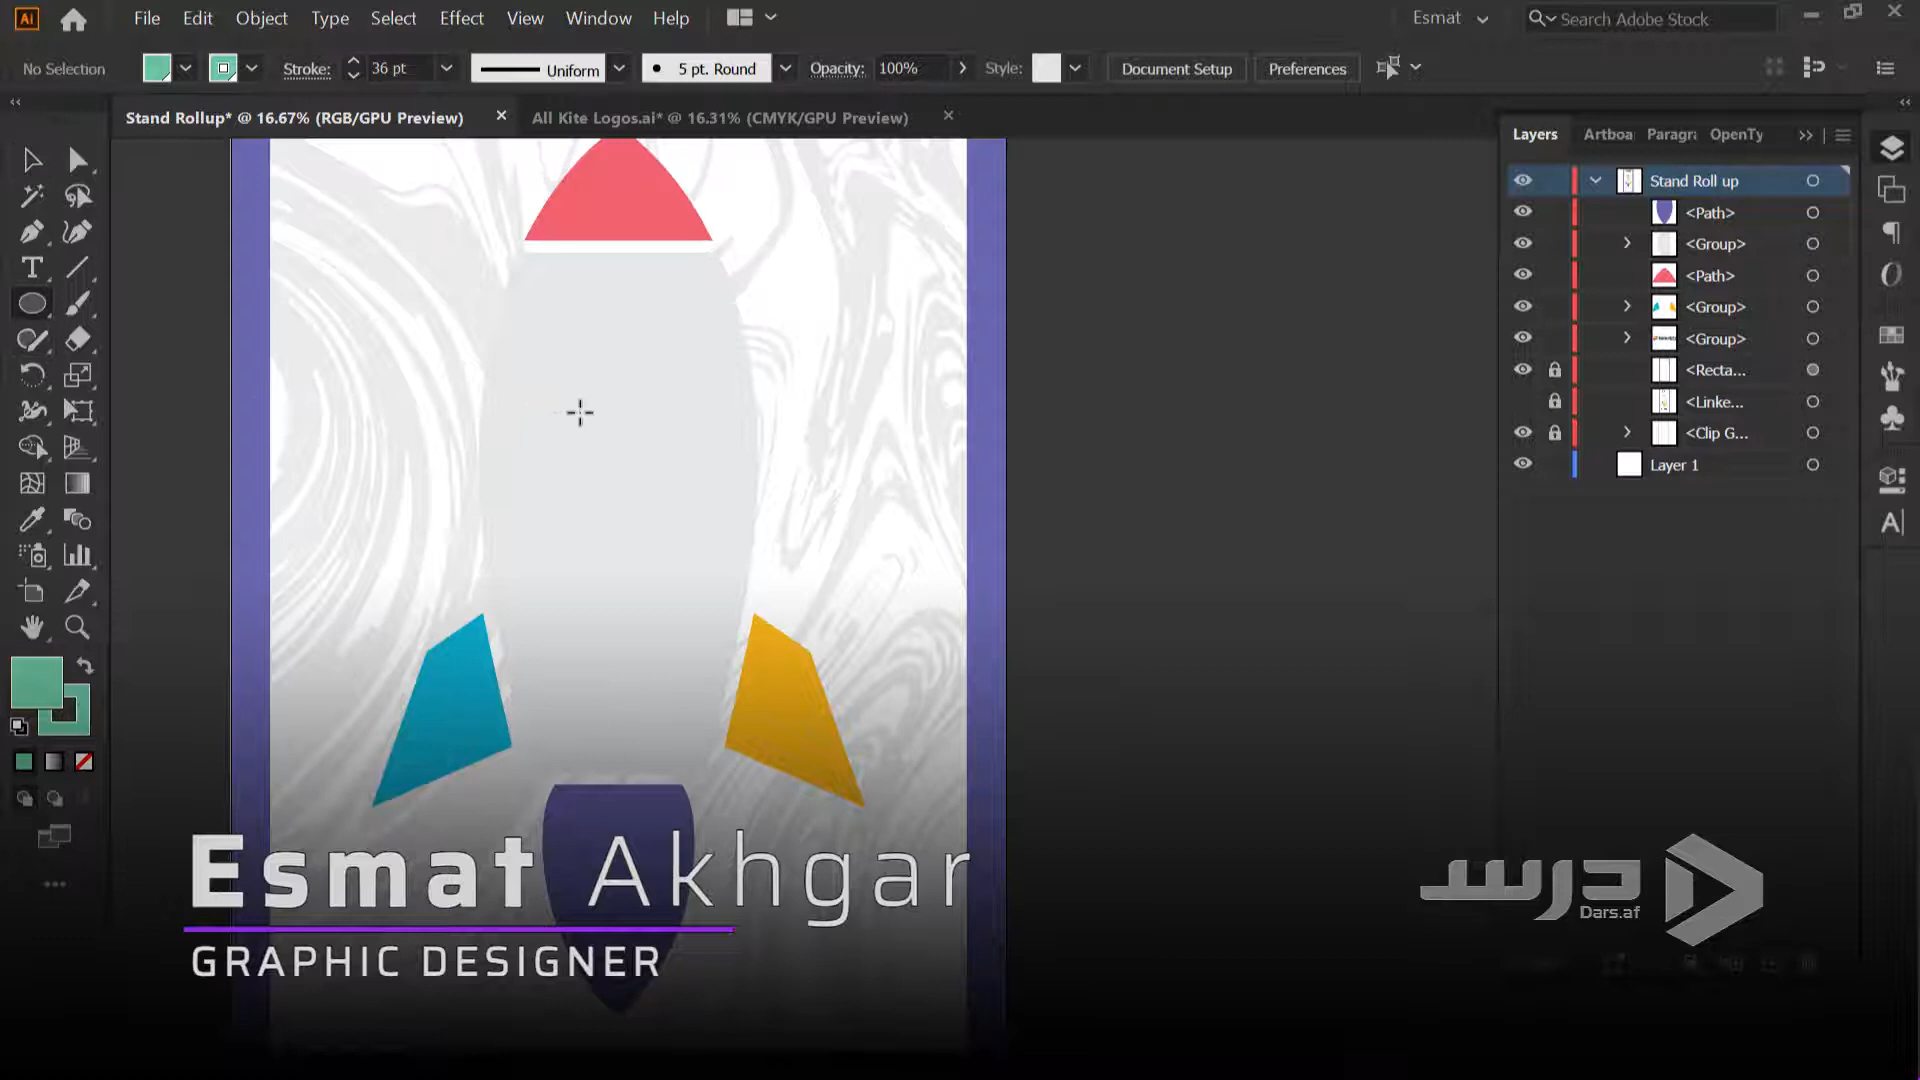 Ai File Edit Object Type Select Effect View Window Help Esmat Search Adobe Stock
No Selection Stroke: 36 pt Uniform 5 pt. Round Opacity: 100% Style: Document Setup Preferences
Stand Rollup* @ 16.67% (RGB/GPU Preview) × All Kite Logos.ai* @ 16.31% (CMYK/GPU Preview) ×
Layers Artboa Paragra OpenTy
Stand Roll up
<Path>
<Group>
<Path>
<Group>
<Group>
<Recta...
<Linke...
<Clip G...
Layer 1
Esmat Akhgar
GRAPHIC DESIGNER
درس
Dars.af